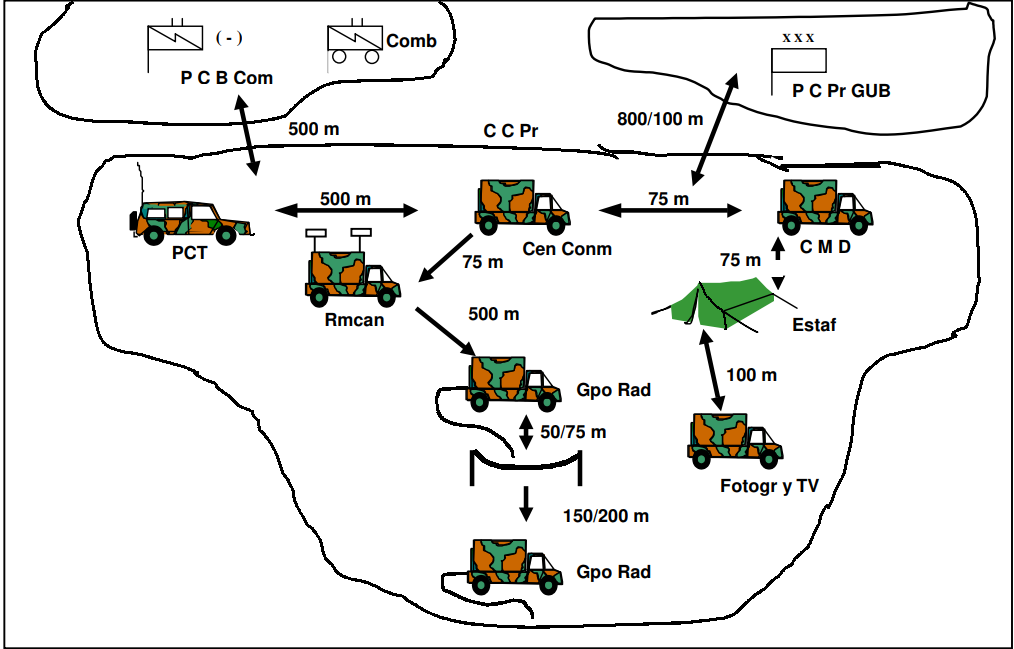 ( - )
Comb
P C B Com
x x x
P C Pr GUB
500 m
C C Pr
800/100 m
500 m
75 m
PCT
Cen Conm
C M D
75 m
75 m
Rmcan
500 m
Estaf
Gpo Rad
100 m
50/75 m
Fotogr y TV
150/200 m
Gpo Rad